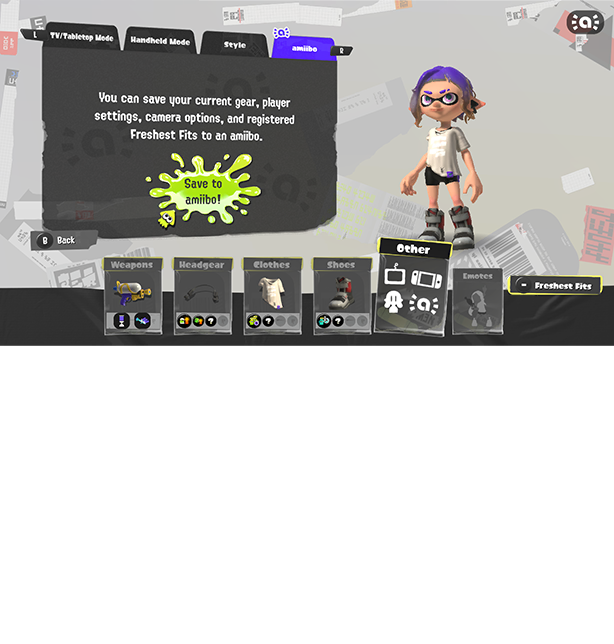 L
TV/Tabletop Mode
Handheld Mode
Style
amiibo
R
You can save your current gear, player
settings, camera options, and registered
Freshest Fits to an amiibo.
Save to
amiibo!
B Back
Weapons
Headgear
Clothes
Shoes
Other
Emotes
– Freshest Fits